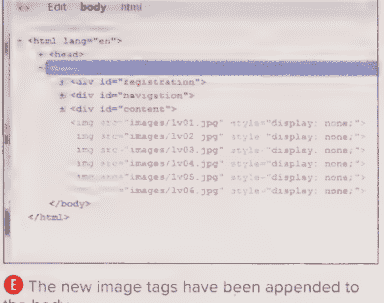 Edit body html
<html lang="en">
<head>
<div id="registration">
<div id="navigation">
<div id="content">
<img src="images/lv01.jpg" style="display: none;">
<img src="images/lv02.jpg" style="display: none;">
img src="images/lv03.jpg" style="display: none;">
img src="images/lv04.jpg" style="display: none;">
img src="images/lv05.jpg" style="display: none;">
"images/lv06.jpg" style="display: none;">
</body>
</html>
E The new image tags have been appended to